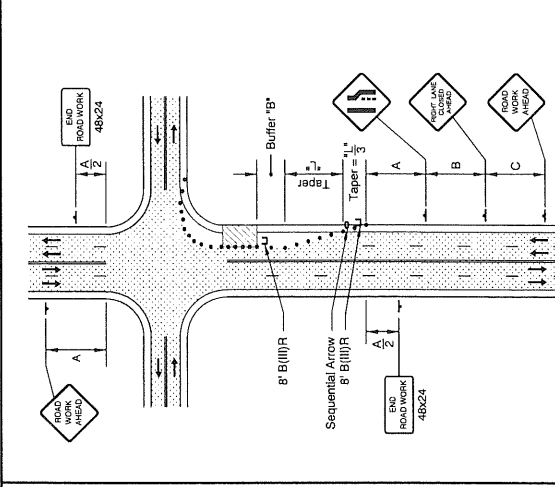 END
ROAD WORK
48x24
A
2
ROAD
WORK
AHEAD
A
Buffer "B"
Taper
"L"
Taper = "L"
3
A
B
C
RIGHT LANE
CLOSED
AHEAD
ROAD
WORK
AHEAD
8' B(III)R
Sequential Arrow
8' B(III)R
A
2
END
ROAD WORK
48x24